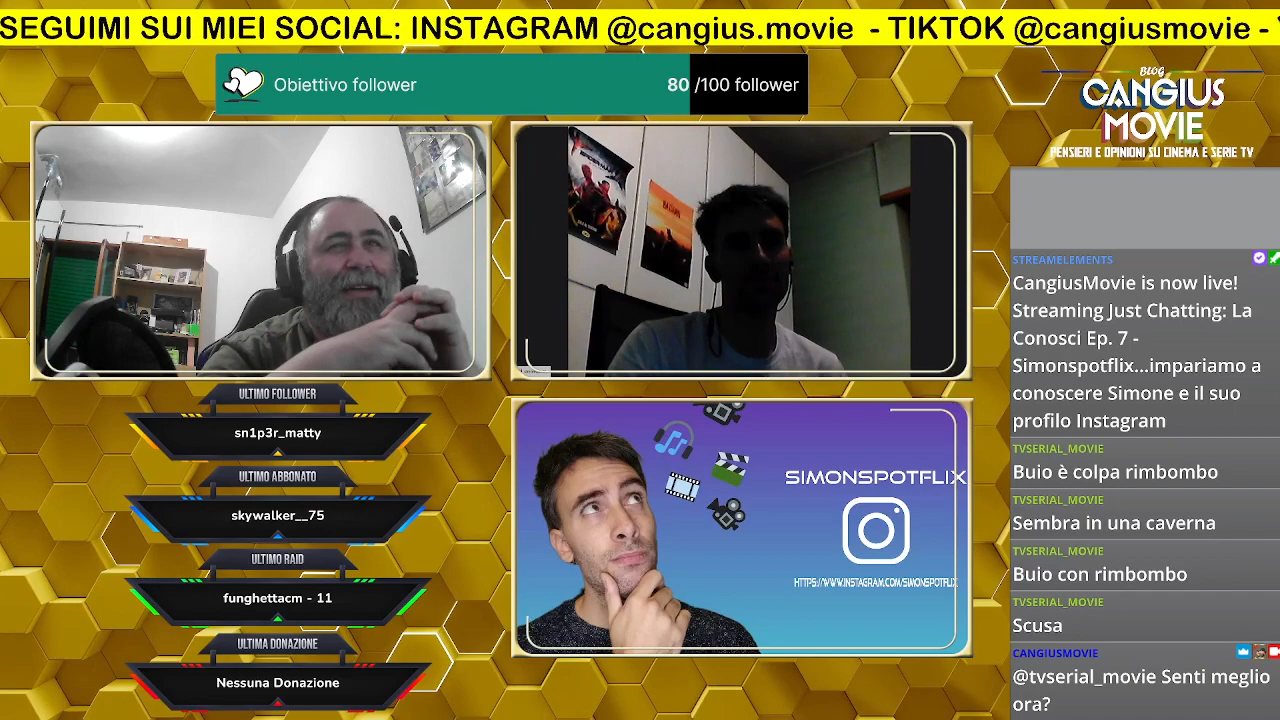 SEGUIMI SUI MIEI SOCIAL: INSTAGRAM @cangius.movie - TIKTOK @cangiusmovie -
Obiettivo follower
80 /100 follower
BLOG
CANGIUS
MOVIE
PENSIERI E OPINIONI SU CINEMA E SERIE TV
ULTIMO FOLLOWER
sn1p3r_matty
ULTIMO ABBONATO
skywalker__75
ULTIMO RAID
funghettacm - 11
ULTIMA DONAZIONE
Nessuna Donazione
SIMONSPOTFLIX
HTTPS://WWW.INSTAGRAM.COM/SIMONSPOTFLIX
STREAMELEMENTS
CangiusMovie is now live!
Streaming Just Chatting: La
Conosci Ep. 7 -
Simonspotflix...impariamo a
conoscere Simone e il suo
profilo Instagram
TVSERIAL_MOVIE
Buio è colpa rimbombo
TVSERIAL_MOVIE
Sembra in una caverna
TVSERIAL_MOVIE
Buio con rimbombo
TVSERIAL_MOVIE
Scusa
CANGIUSMOVIE
@tvserial_movie Senti meglio
ora?